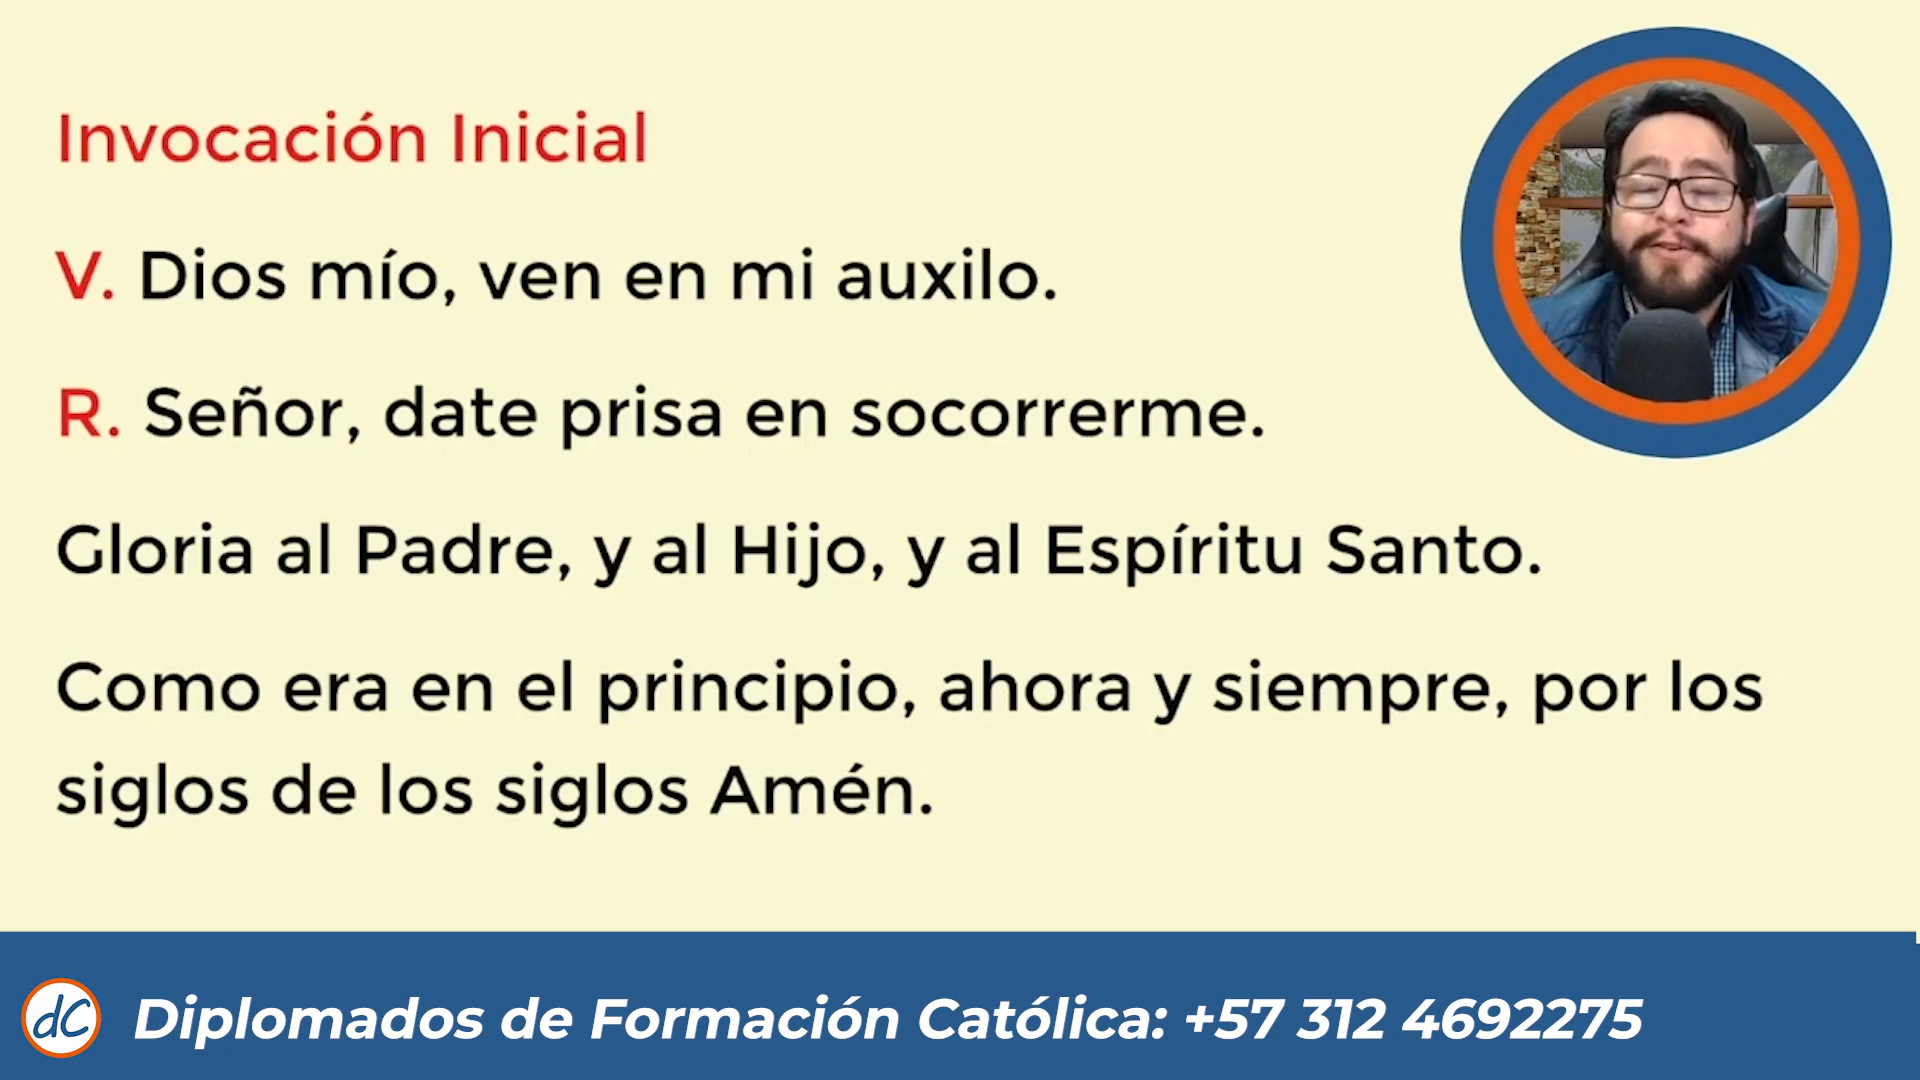 Invocación Inicial
V. Dios mío, ven en mi auxilo.
R. Señor, date prisa en socorrerme.
Gloria al Padre, y al Hijo, y al Espíritu Santo.
Como era en el principio, ahora y siempre, por los
siglos de los siglos Amén.
dC Diplomados de Formación Católica: +57 312 4692275